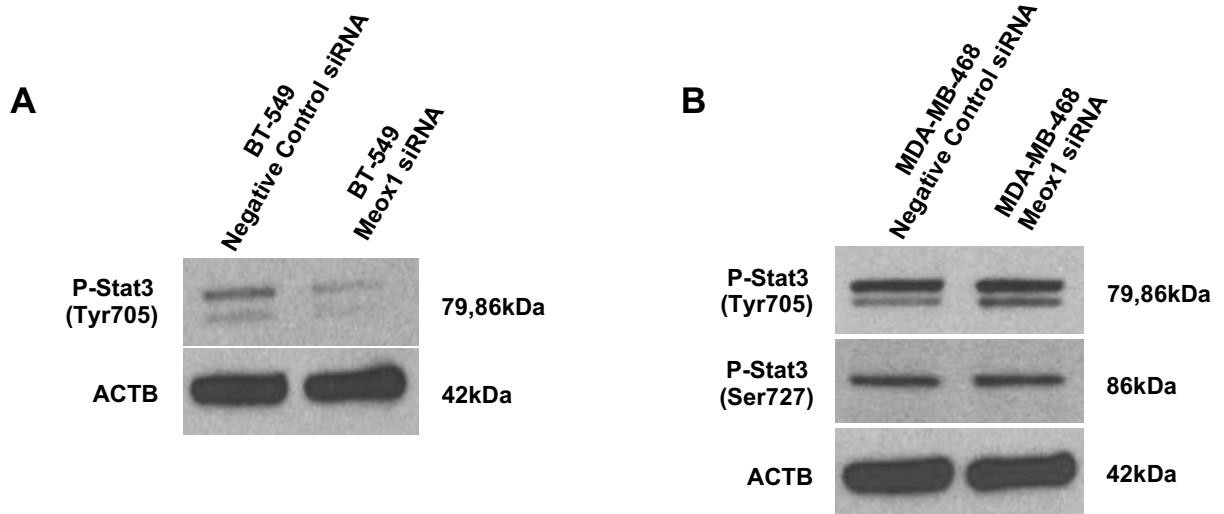 A
BT-549
Negative Control siRNA
BT-549
Meox1 siRNA
P-Stat3
(Tyr705)
79,86kDa
ACTB
42kDa
B
MDA-MB-468
Negative Control siRNA
MDA-MB-468
Meox1 siRNA
P-Stat3
(Tyr705)
79,86kDa
P-Stat3
(Ser727)
86kDa
ACTB
42kDa